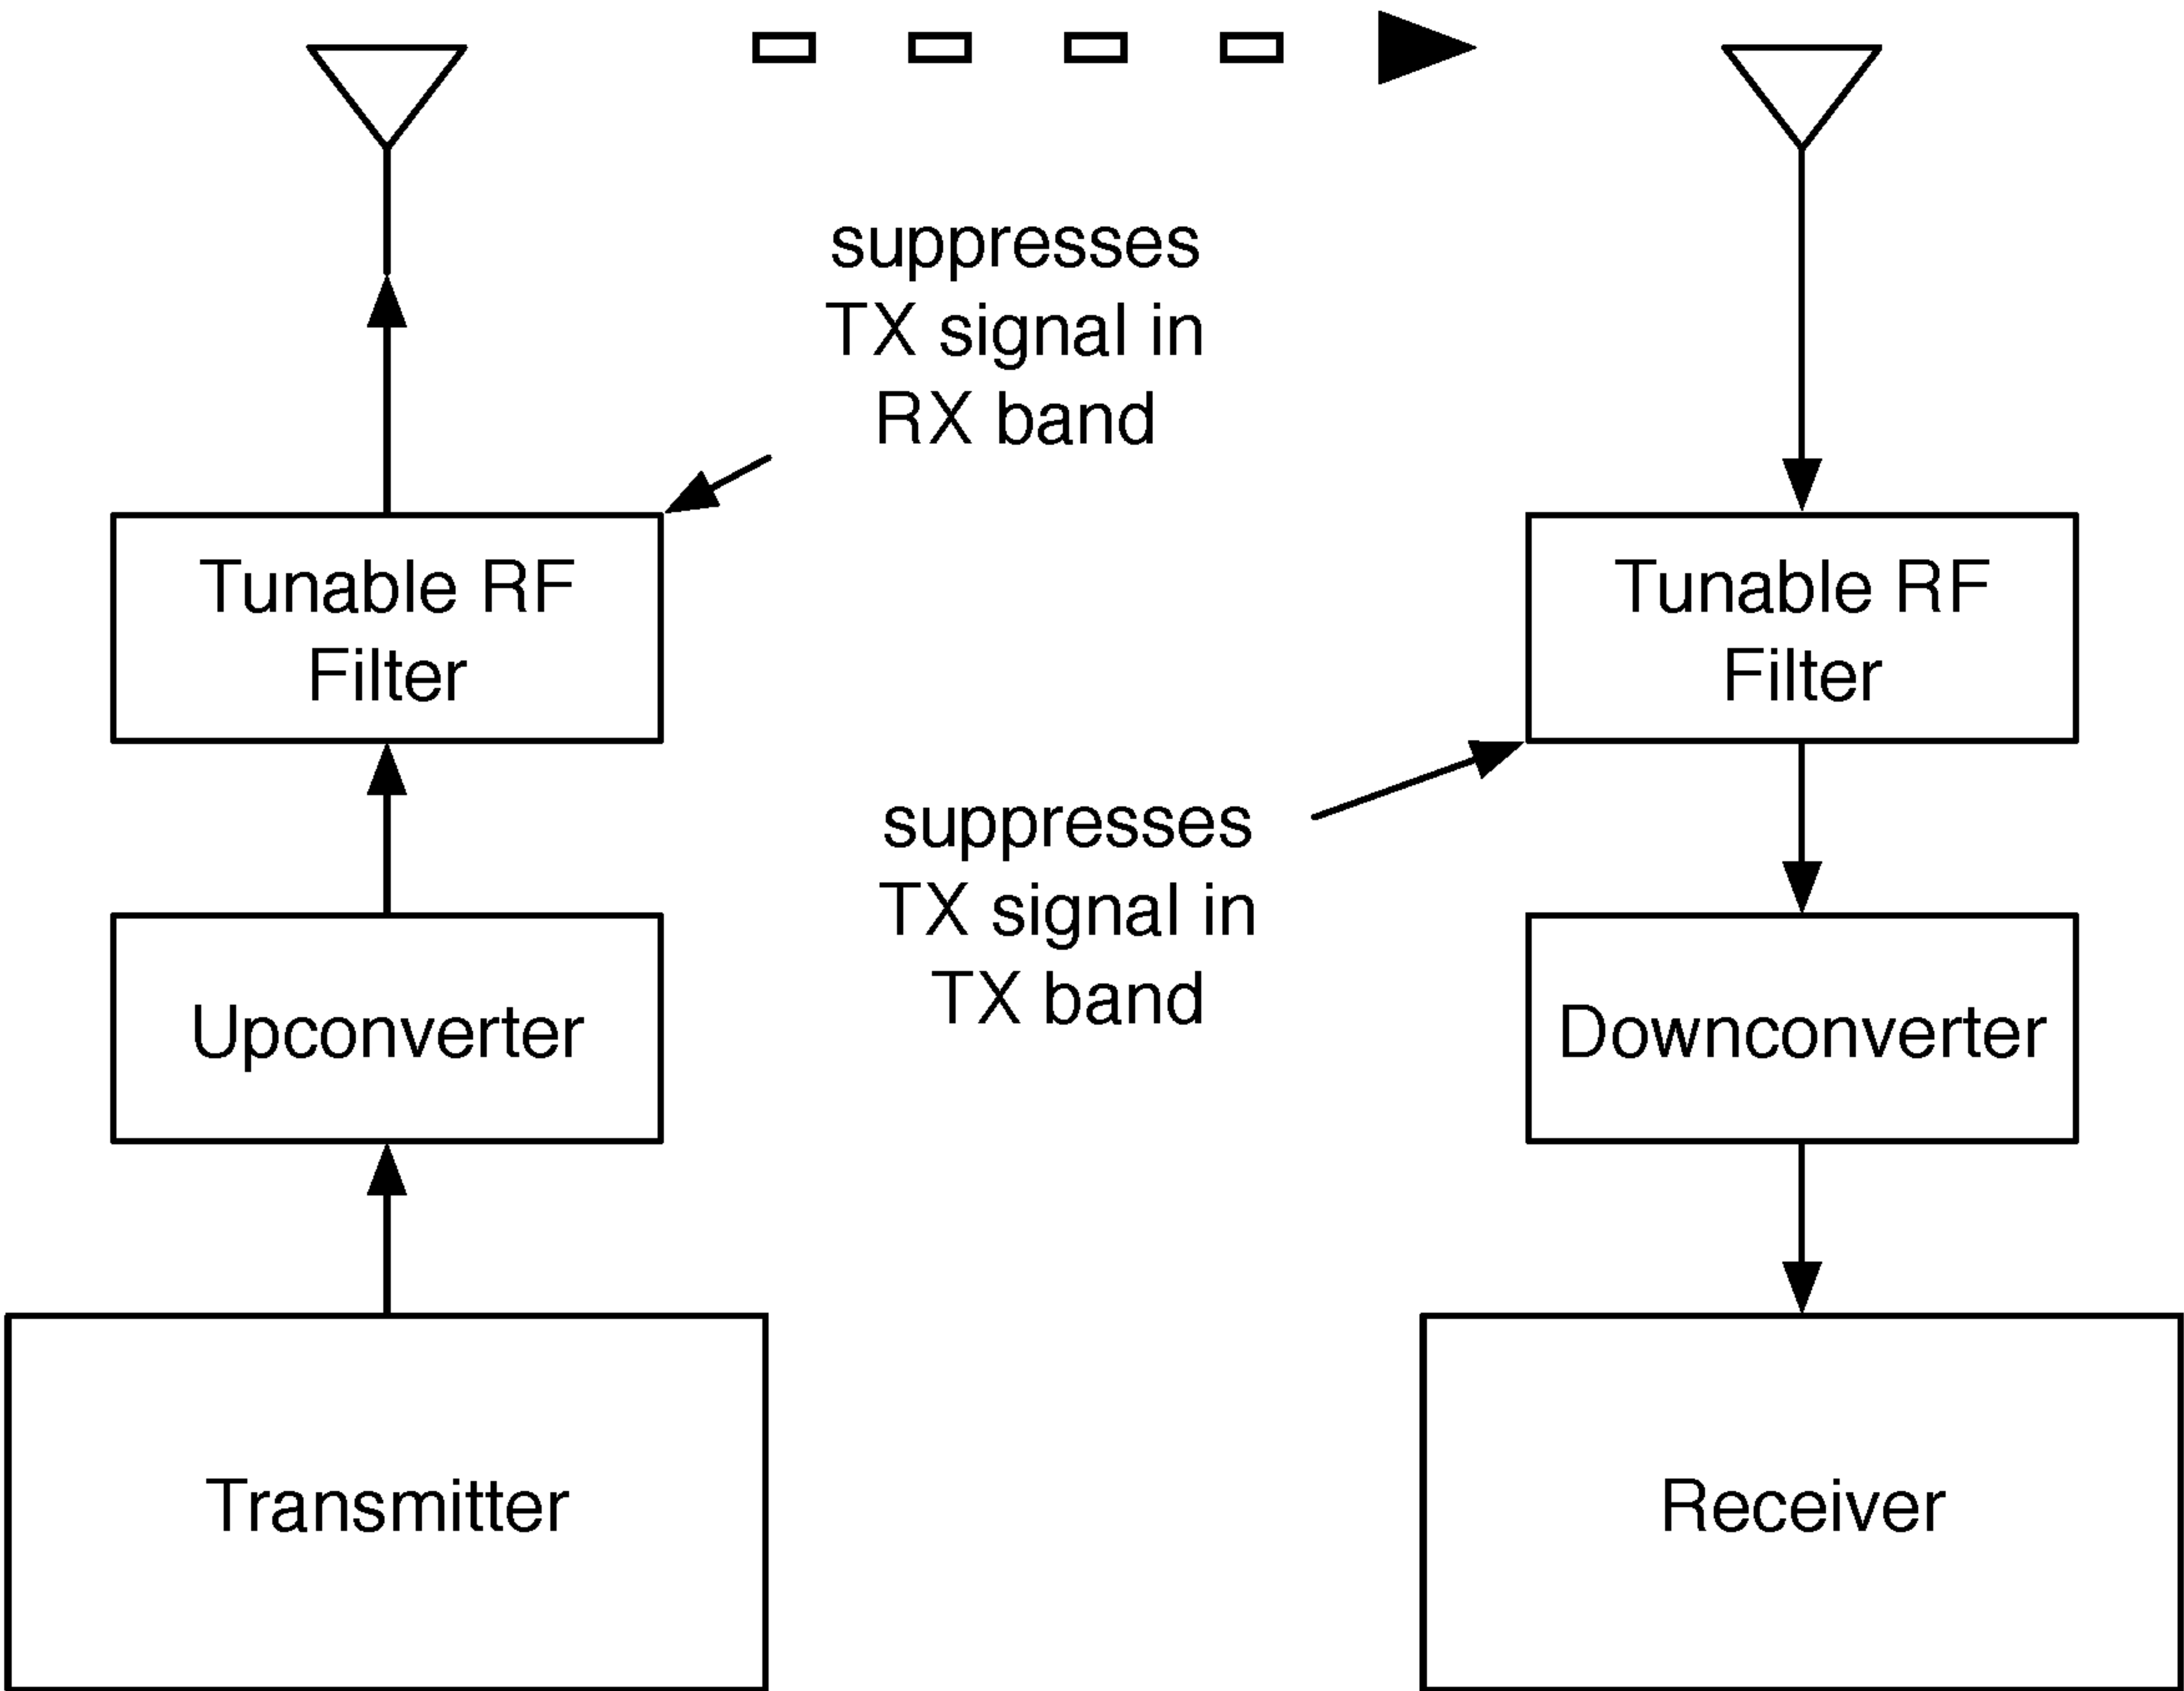 suppresses
TX signal in
RX band
Tunable RF
Filter
Tunable RF
Filter
suppresses
TX signal in
TX band
Upconverter
Downconverter
Transmitter
Receiver